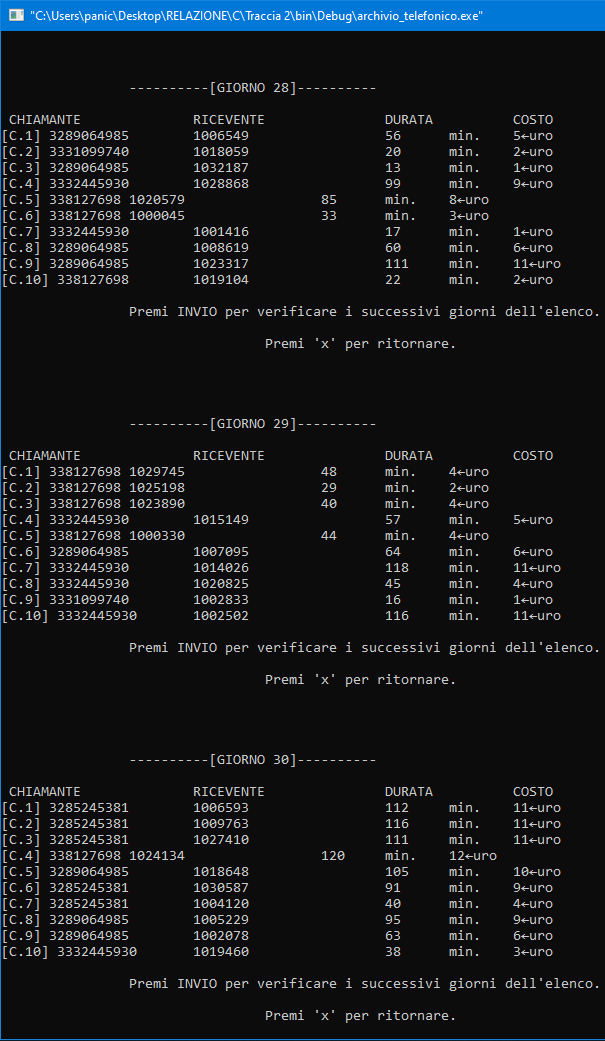 "C:\Users\panic\Desktop\RELAZIONE\C\Traccia 2\bin\Debug\archivio_telefonico.exe"
----------[GIORNO 28]----------
CHIAMANTE RICEVENTE DURATA COSTO
[C.1] 3289064985 1006549 56 min. 5←uro
[C.2] 3331099740 1018059 20 min. 2←uro
[C.3] 3289064985 1032187 13 min. 1←uro
[C.4] 3332445930 1028868 99 min. 9←uro
[C.5] 338127698 1020579 85 min. 8←uro
[C.6] 338127698 1000045 33 min. 3←uro
[C.7] 3332445930 1001416 17 min. 1←uro
[C.8] 3289064985 1008619 60 min. 6←uro
[C.9] 3289064985 1023317 111 min. 11←uro
[C.10] 338127698 1019104 22 min. 2←uro
Premi INVIO per verificare i successivi giorni dell'elenco.
Premi 'x' per ritornare.
----------[GIORNO 29]----------
CHIAMANTE RICEVENTE DURATA COSTO
[C.1] 338127698 1029745 48 min. 4←uro
[C.2] 338127698 1025198 29 min. 2←uro
[C.3] 338127698 1023890 40 min. 4←uro
[C.4] 3332445930 1015149 57 min. 5←uro
[C.5] 338127698 1000330 44 min. 4←uro
[C.6] 3289064985 1007095 64 min. 6←uro
[C.7] 3332445930 1014026 118 min. 11←uro
[C.8] 3332445930 1020825 45 min. 4←uro
[C.9] 3331099740 1002833 16 min. 1←uro
[C.10] 3332445930 1002502 116 min. 11←uro
Premi INVIO per verificare i successivi giorni dell'elenco.
Premi 'x' per ritornare.
----------[GIORNO 30]----------
CHIAMANTE RICEVENTE DURATA COSTO
[C.1] 3285245381 1006593 112 min. 11←uro
[C.2] 3285245381 1009763 116 min. 11←uro
[C.3] 3285245381 1027410 111 min. 11←uro
[C.4] 338127698 1024134 120 min. 12←uro
[C.5] 3289064985 1018648 105 min. 10←uro
[C.6] 3285245381 1030587 91 min. 9←uro
[C.7] 3285245381 1004120 40 min. 4←uro
[C.8] 3289064985 1005229 95 min. 9←uro
[C.9] 3289064985 1002078 63 min. 6←uro
[C.10] 3332445930 1019460 38 min. 3←uro
Premi INVIO per verificare i successivi giorni dell'elenco.
Premi 'x' per ritornare.